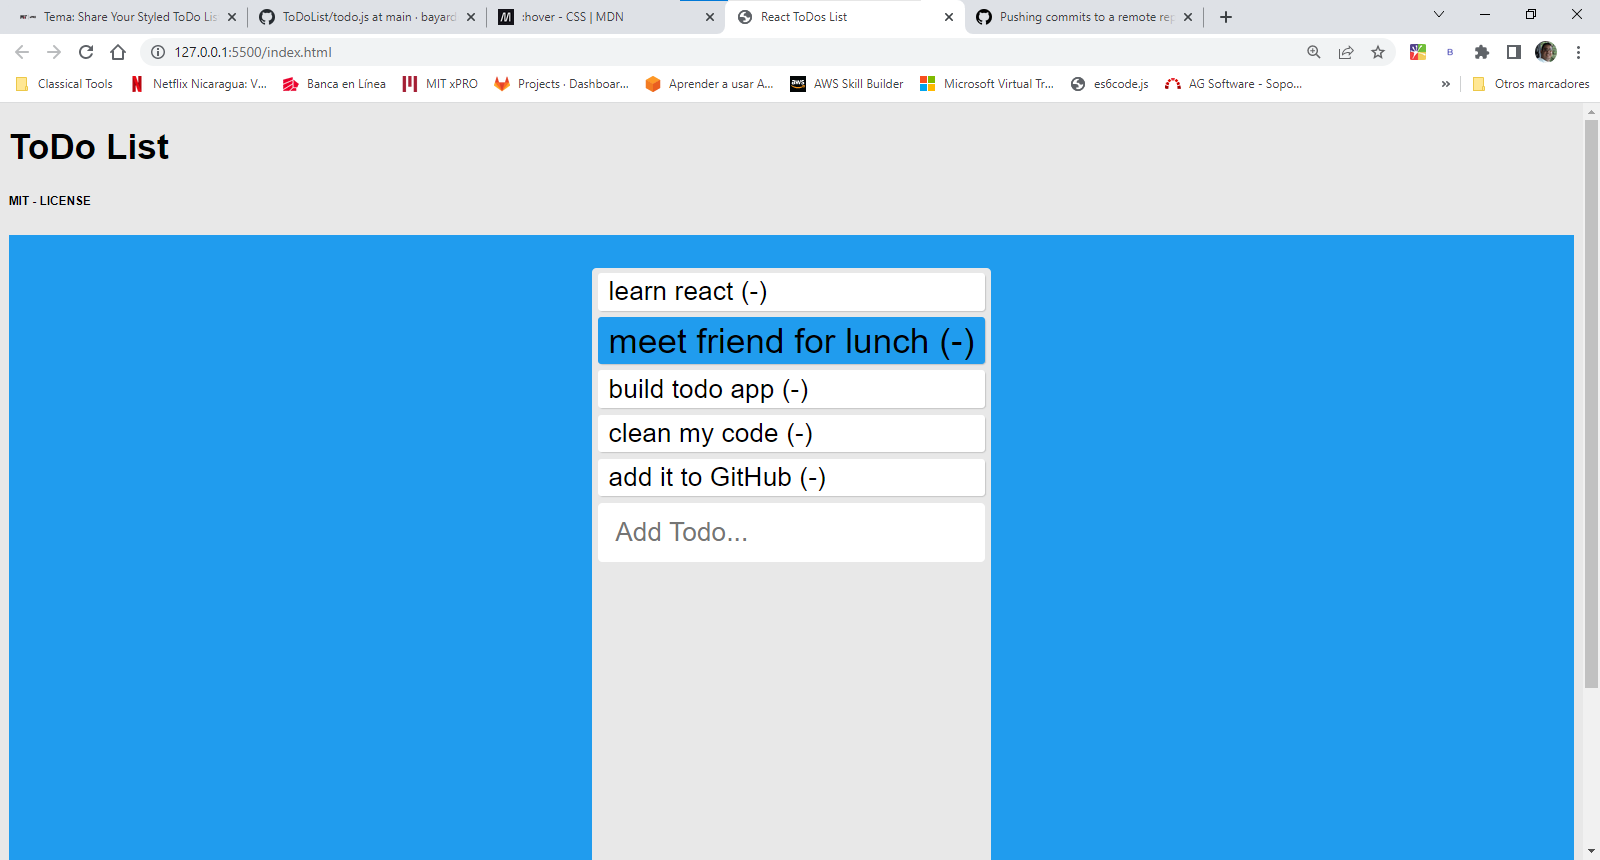 Tema: Share Your Styled ToDo Lis
ToDoList/todo.js at main · bayard
:hover - CSS | MDN
React ToDos List
Pushing commits to a remote rep
127.0.0.1:5500/index.html
Classical Tools
Netflix Nicaragua: V...
Banca en Línea
MIT xPRO
Projects · Dashboar...
Aprender a usar A...
aws
AWS Skill Builder
Microsoft Virtual Tr...
es6code.js
AG Software - Sopo...
»
Otros marcadores
ToDo List
MIT - LICENSE
learn react (-)
meet friend for lunch (-)
build todo app (-)
clean my code (-)
add it to GitHub (-)
Add Todo...